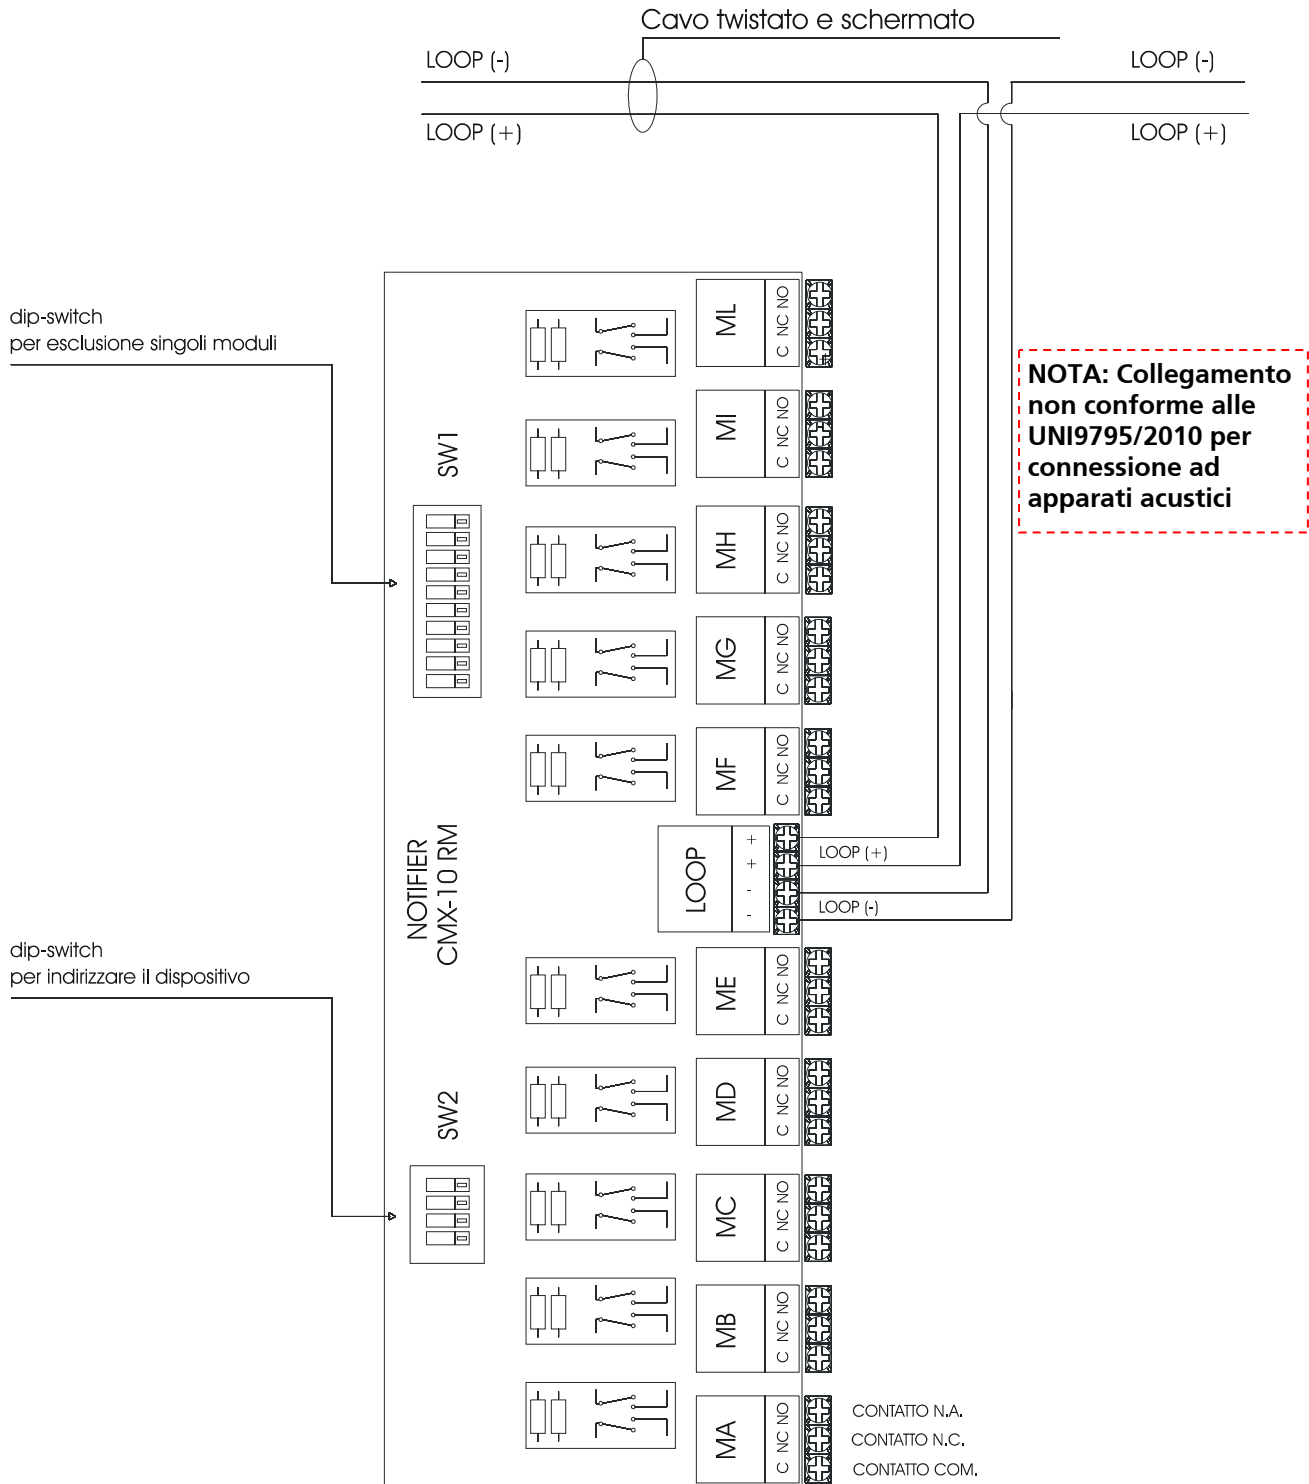 Cavo twistato e schermato
LOOP (-)
LOOP (-)
LOOP (+)
LOOP (+)
dip-switch
per esclusione singoli moduli
SW1
ML
C NC NO
MI
C NC NO
MH
C NC NO
MG
C NC NO
MF
C NC NO
NOTA: Collegamento
non conforme alle
UNI9795/2010 per
connessione ad
apparati acustici
NOTIFIER
CMX-10 RM
LOOP
- - + +
LOOP (+)
LOOP (-)
dip-switch
per indirizzare il dispositivo
SW2
ME
C NC NO
MD
C NC NO
MC
C NC NO
MB
C NC NO
MA
C NC NO
CONTATTO N.A.
CONTATTO N.C.
CONTATTO COM.